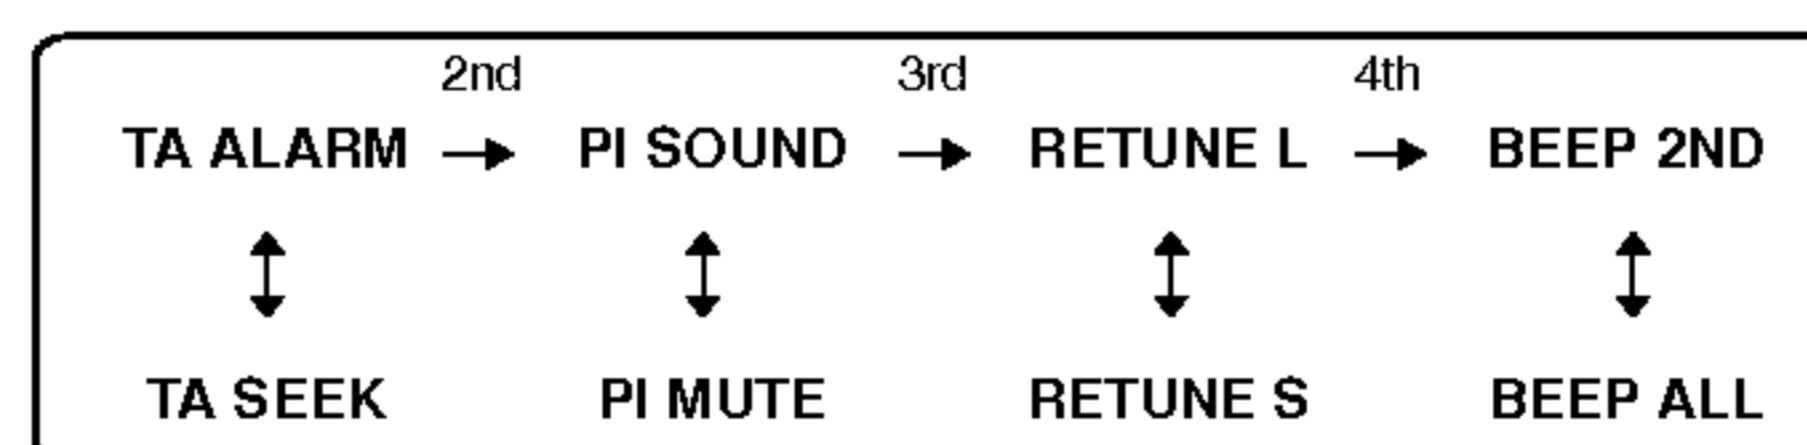 2nd 3rd 4th
TA ALARM → PI SOUND → RETUNE L → BEEP 2ND
TA SEEK PI MUTE RETUNE S BEEP ALL